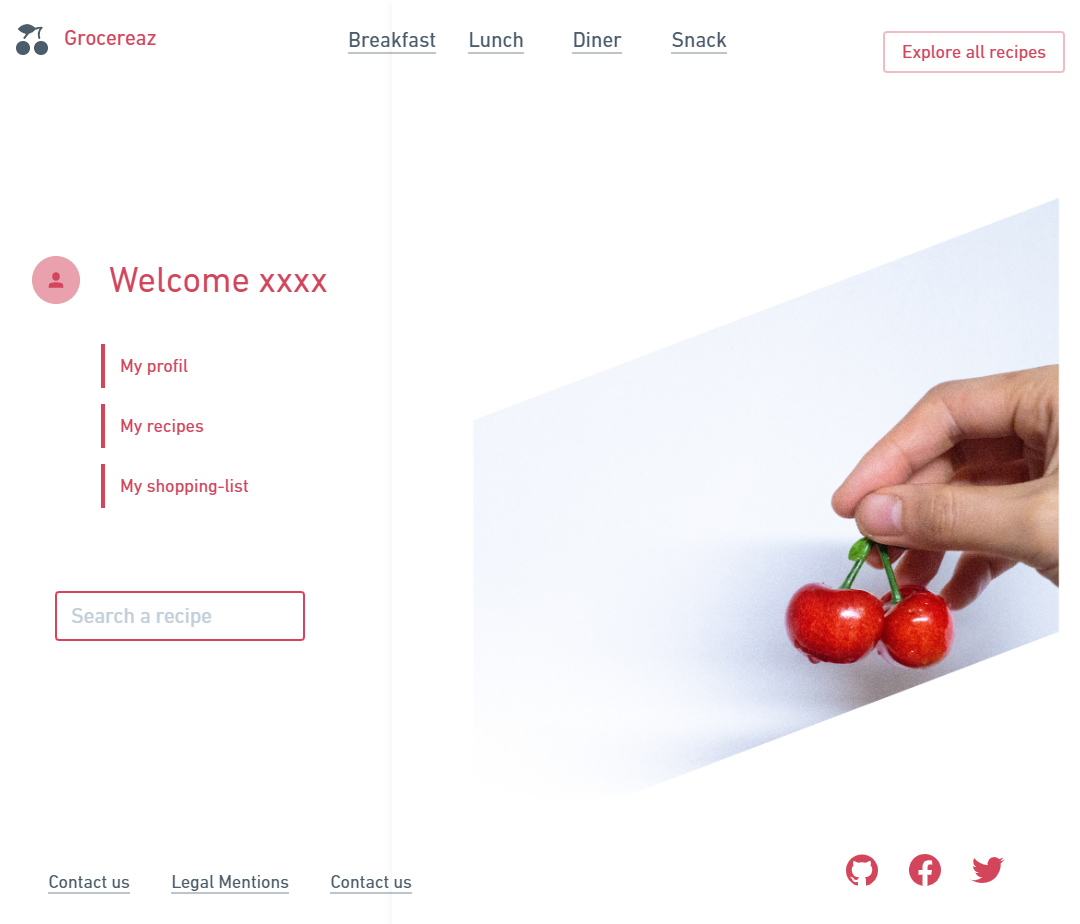 Grocereaz
Breakfast Lunch Diner Snack
Explore all recipes
Welcome xxxx
My profil
My recipes
My shopping-list
Search a recipe
Contact us Legal Mentions Contact us